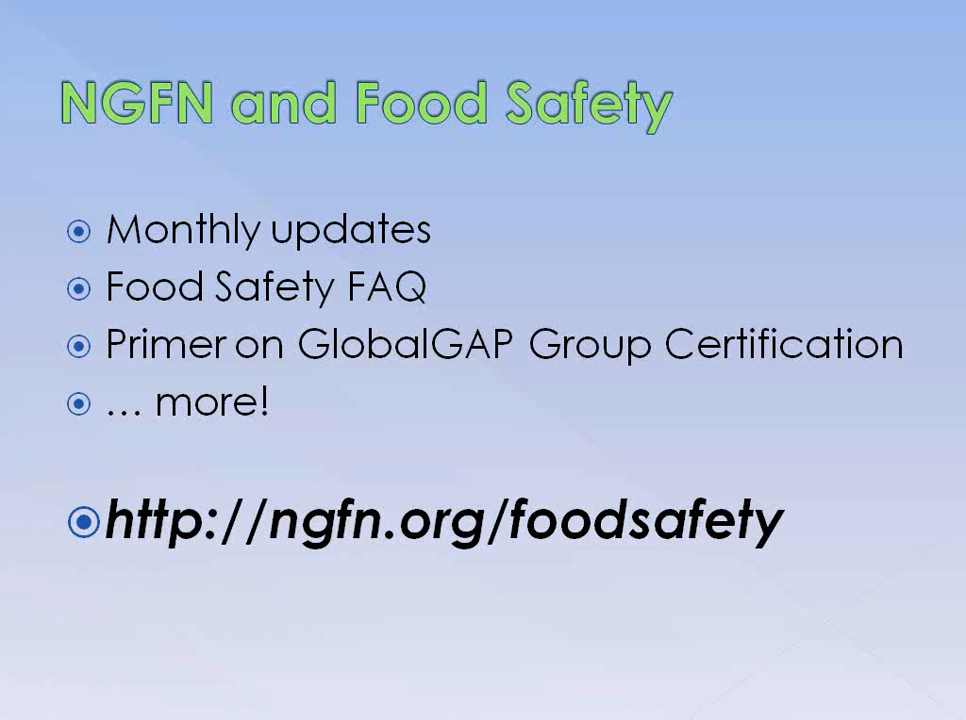 NGFN and Food Safety
Monthly updates
Food Safety FAQ
Primer on GlobalGAP Group Certification
… more!
http://ngfn.org/foodsafety